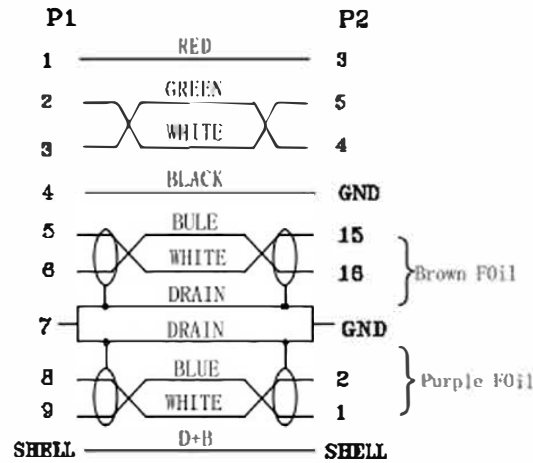 P1 P2
1 RED 3
2 GREEN 5
3 WHITE 4
4 BLACK GND
5 BULE 15
6 WHITE 16
Brown FOil
DRAIN
7 GND
DRAIN
8 BLUE 2
Purple FOil
9 WHITE 1
SHELL D+B SHELL